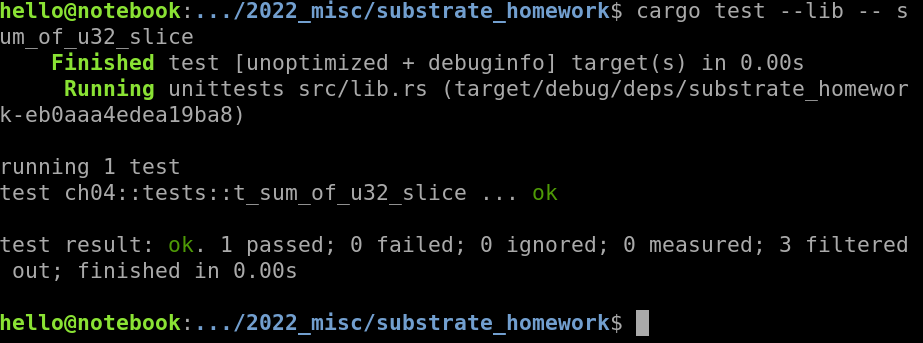 hello@notebook:.../2022_misc/substrate_homework$ cargo test --lib -- s
um_of_u32_slice
    Finished test [unoptimized + debuginfo] target(s) in 0.00s
     Running unittests src/lib.rs (target/debug/deps/substrate_homewor
k-eb0aaa4edea19ba8)

running 1 test
test ch04::tests::t_sum_of_u32_slice ... ok

test result: ok. 1 passed; 0 failed; 0 ignored; 0 measured; 3 filtered
 out; finished in 0.00s

hello@notebook:.../2022_misc/substrate_homework$